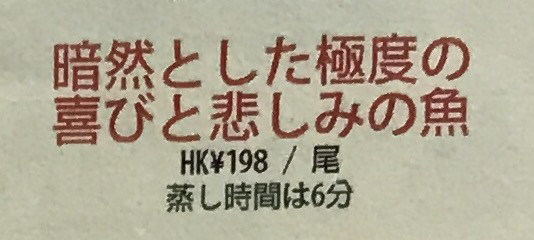 暗然とした極度の
喜びと悲しみの魚
HK¥198 / 尾
蒸し時間は6分